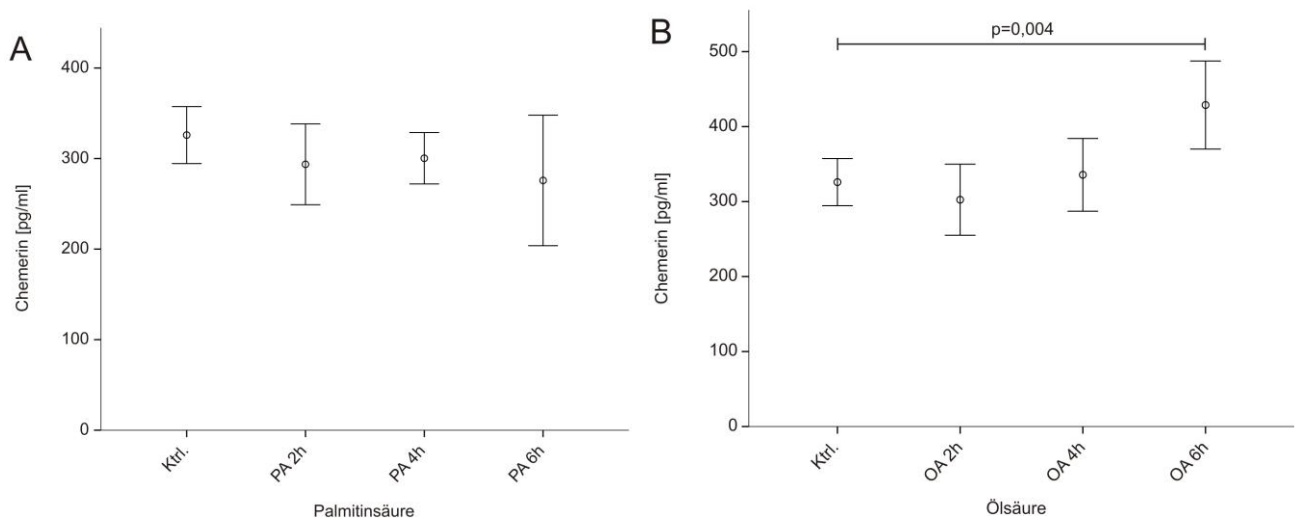 A
400
300
200
100
0
Chemerin [pg/ml]
Ktrl.
PA 2h
PA 4h
PA 6h
Palmitinsäure
B
p=0,004
500
400
300
200
100
0
Chemerin [pg/ml]
Ktrl.
OA 2h
OA 4h
OA 6h
Ölsäure